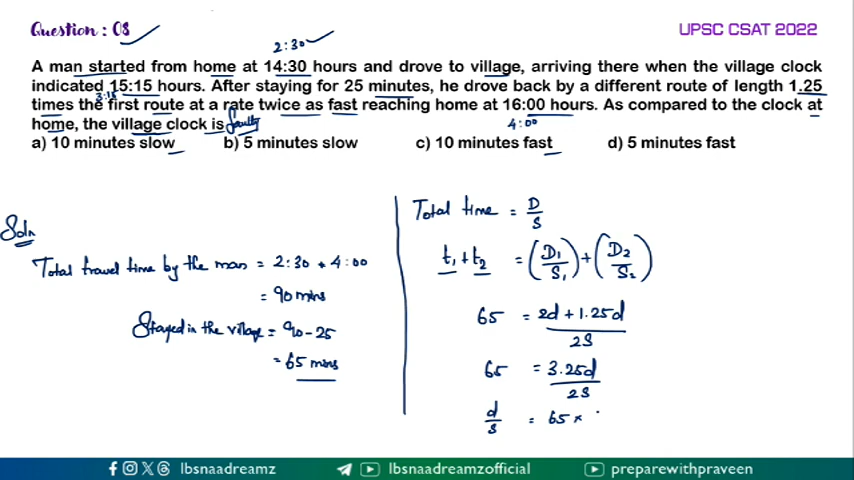 Question : 08
UPSC CSAT 2022
2:30
A man started from home at 14:30 hours and drove to village, arriving there when the village clock
indicated 15:15 hours. After staying for 25 minutes, he drove back by a different route of length 1.25
3:15
times the first route at a rate twice as fast reaching home at 16:00 hours. As compared to the clock at
home, the village clock is faulty
4:00
a) 10 minutes slow b) 5 minutes slow c) 10 minutes fast d) 5 minutes fast
Soln
Total travel time by the man = 2:30 + 4:00
= 90 mins
Stayed in the village = 90 - 25
= 65 mins
Total time = D/S
t1 + t2 = (D1/S1) + (D2/S2)
65 = 2d + 1.25d / 2S
65 = 3.25d / 2S
d/s = 65 ×
lbsnaadreamz lbsnaadreamzofficial preparewithpraveen